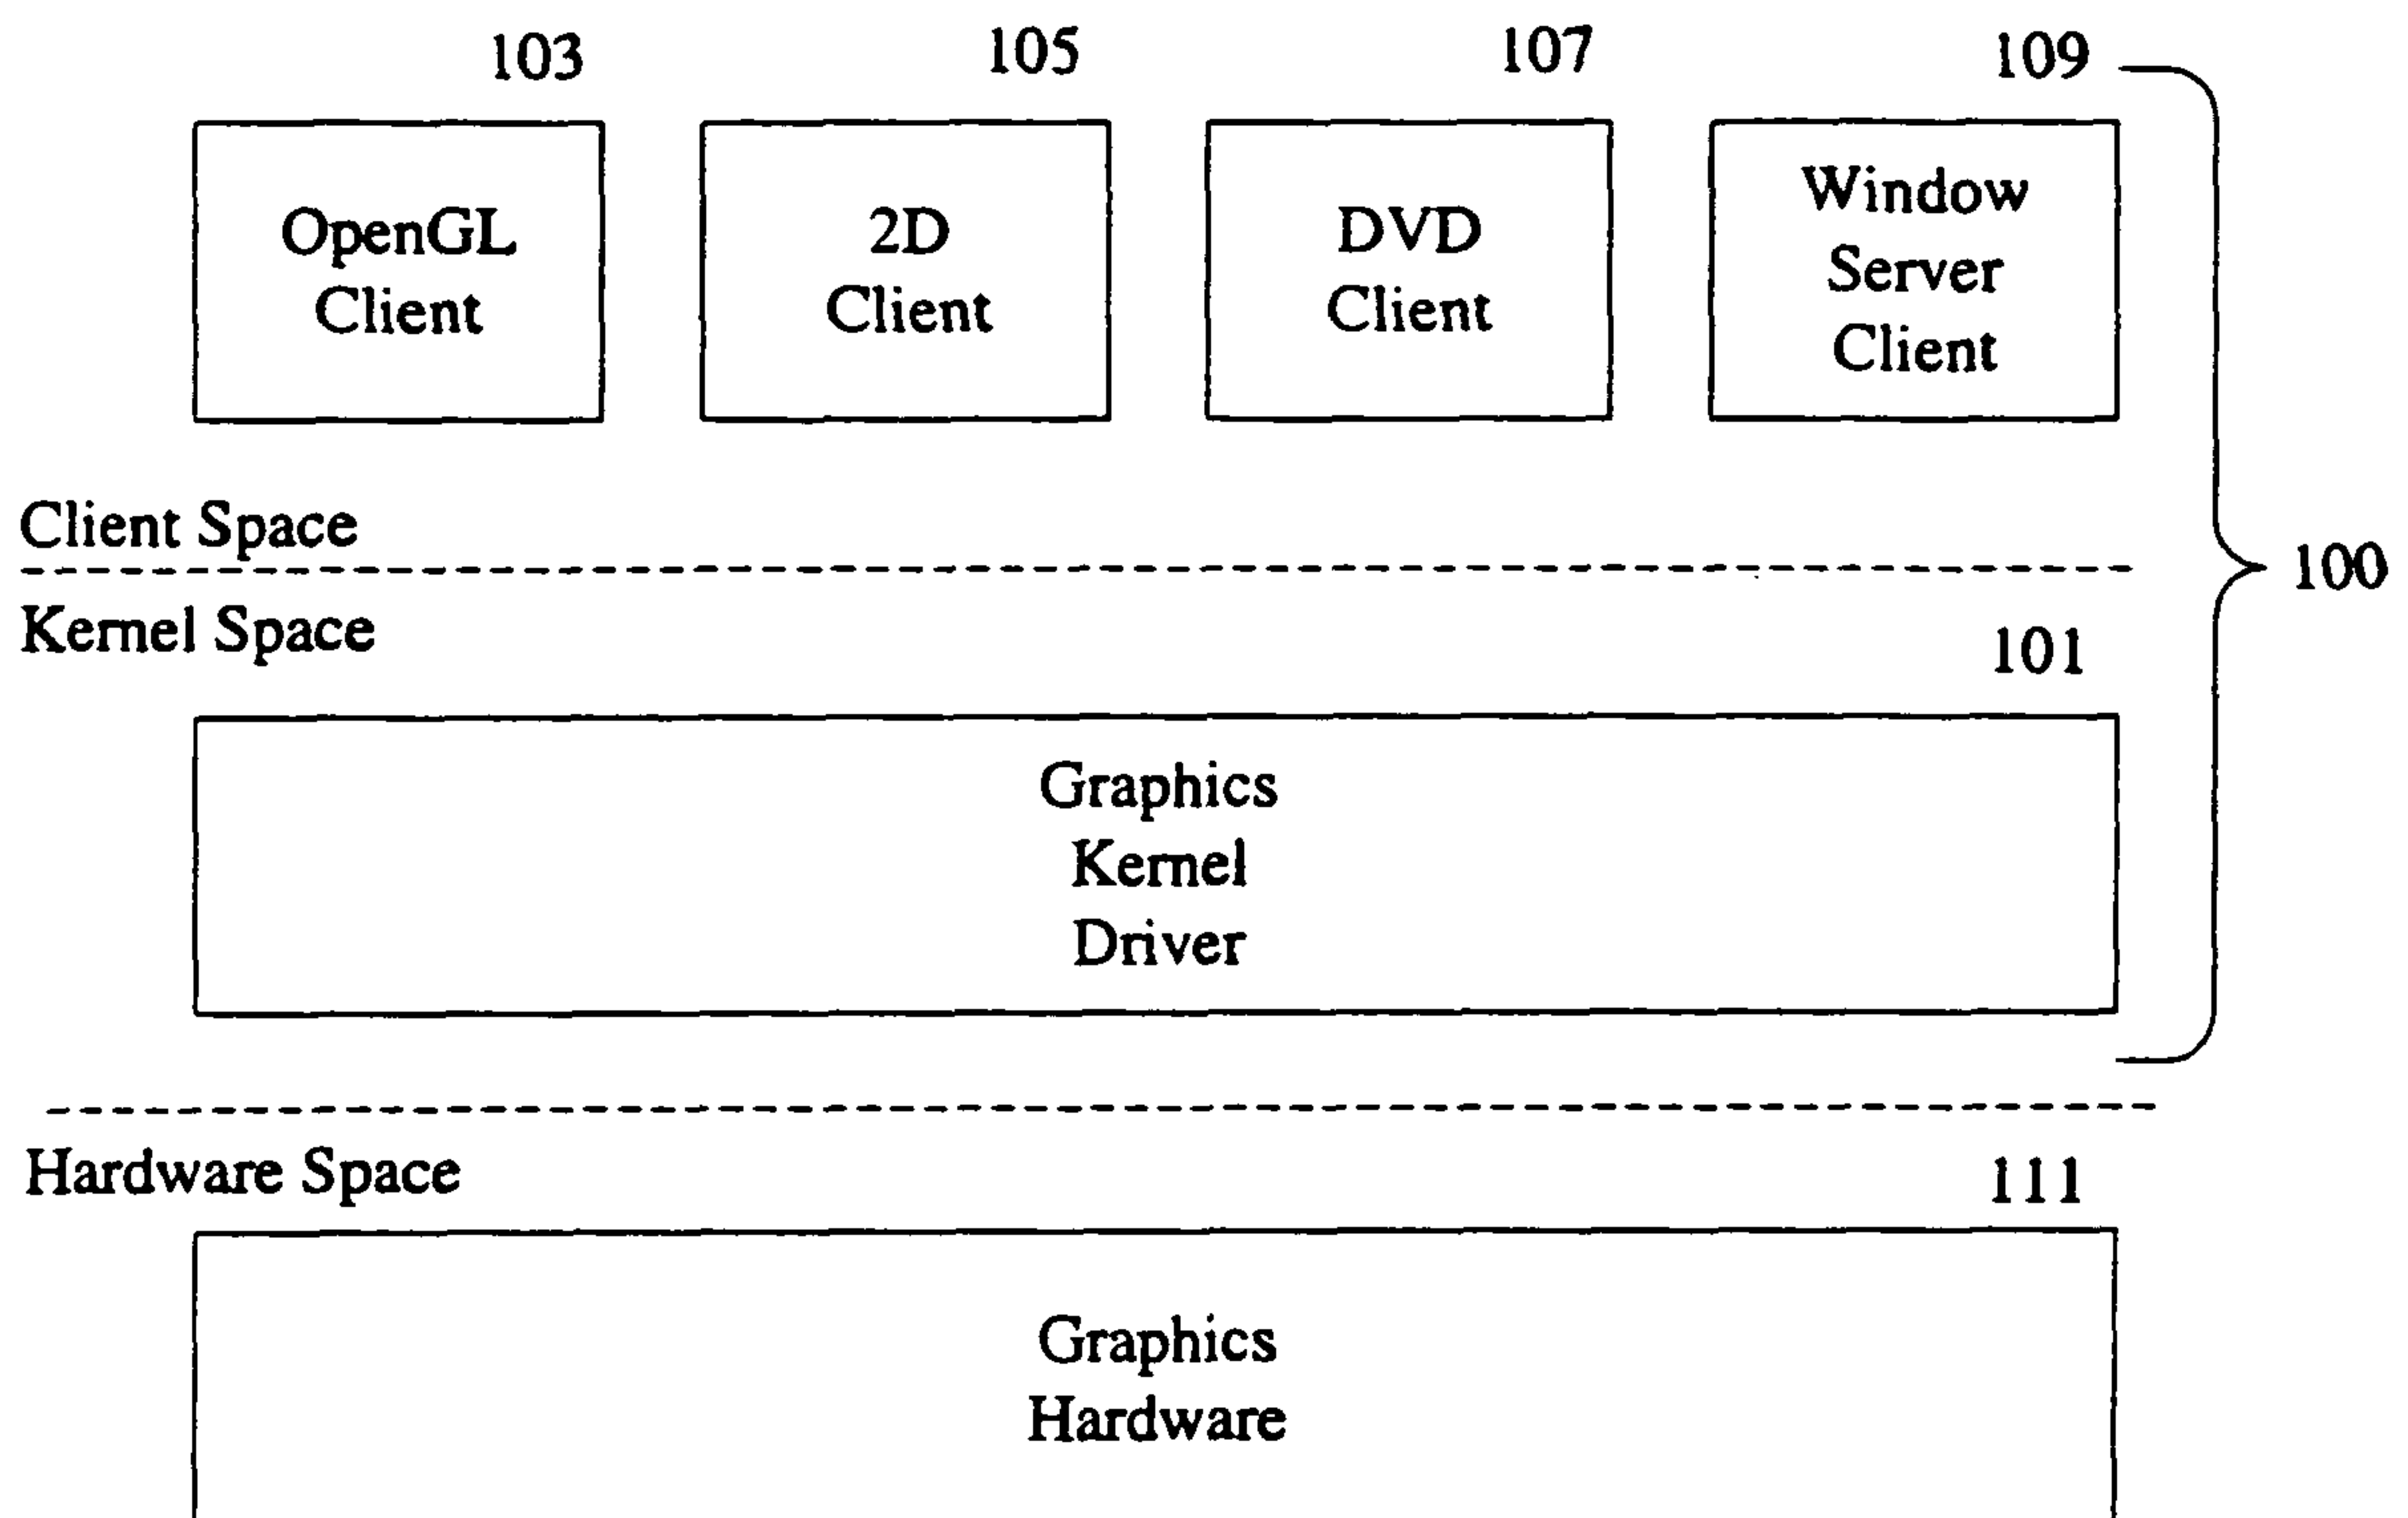 103
105
107
109
OpenGL
Client
2D
Client
DVD
Client
Window
Server
Client
Client Space
100
Kernel Space
101
Graphics
Kernel
Driver
Hardware Space
111
Graphics
Hardware